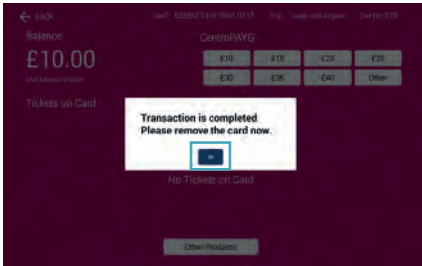 ← BACK
Balance
CentroPAYG
£10.00
£10 £15 £20 £25
£30 £35 £40 Other
Tickets on Card
Transaction is completed
Please remove the card now.
No Tickets on Card
Other Products